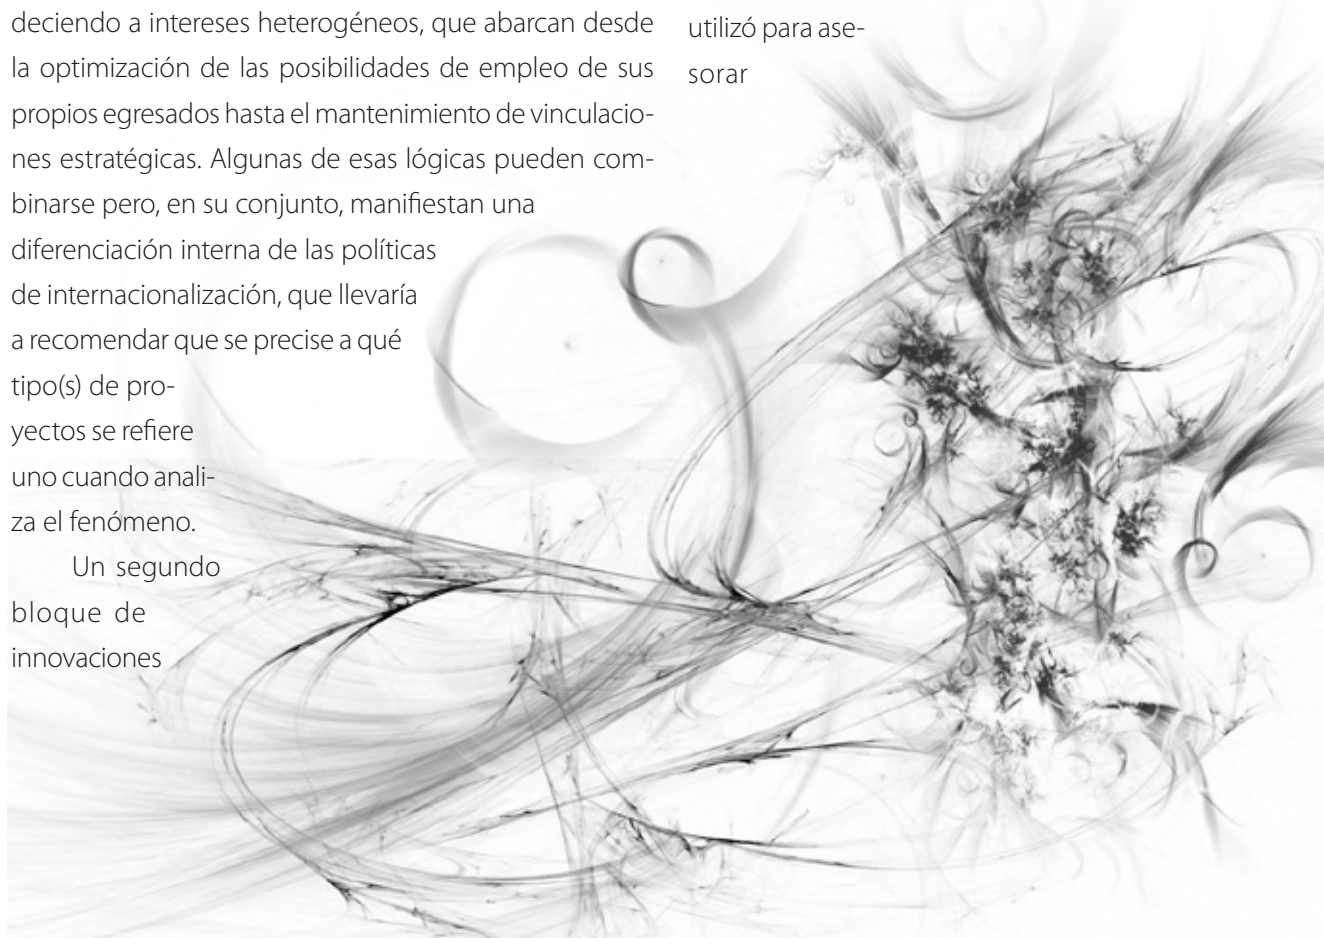 deciendo a intereses heterogéneos, que abarcan desde
la optimización de las posibilidades de empleo de sus
propios egresados hasta el mantenimiento de vinculacio-
nes estratégicas. Algunas de esas lógicas pueden com-
binarse pero, en su conjunto, manifiestan una
diferenciación interna de las políticas
de internacionalización, que llevaría
a recomendar que se precise a qué
tipo(s) de pro-
yectos se refiere
uno cuando anali-
za el fenómeno.
Un segundo
bloque de
innovaciones
utilizó para ase-
sorar